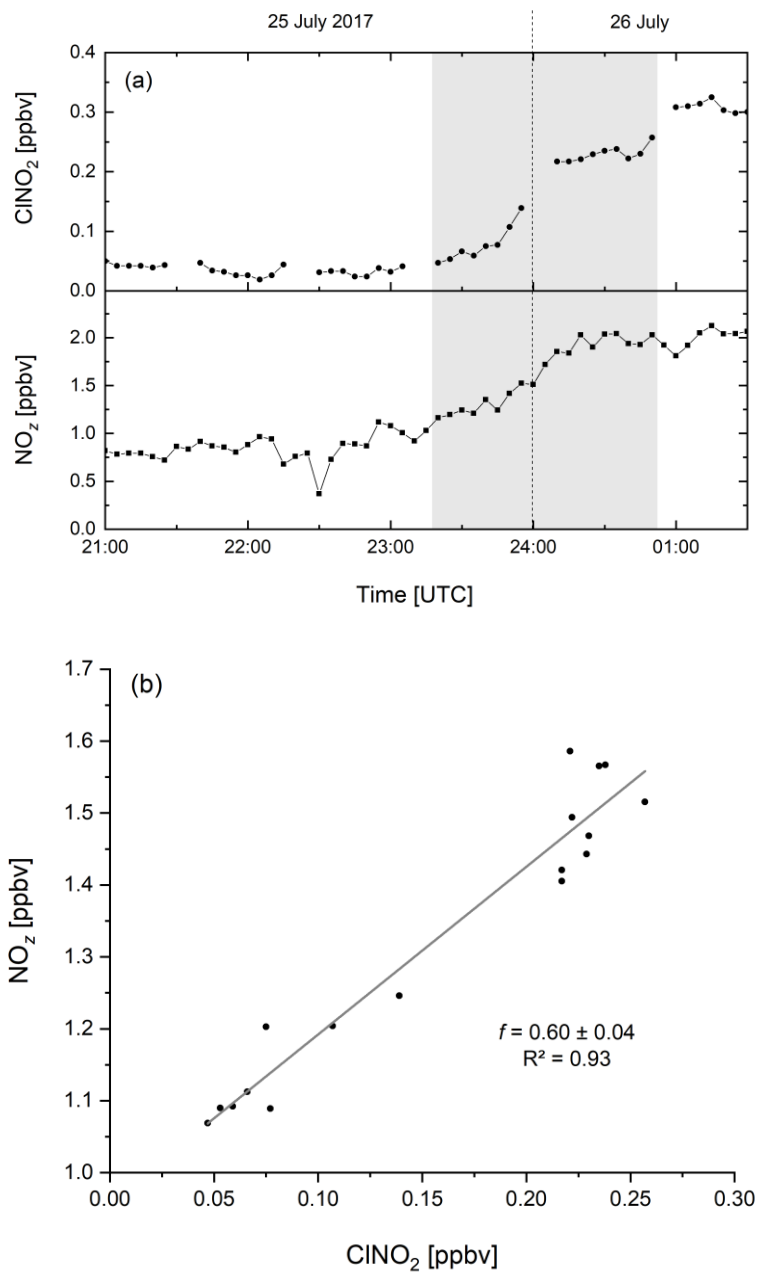 25 July 2017 26 July
(a)
ClNO₂ [ppbv]
0.4
0.3
0.2
0.1
0.0
NOz [ppbv]
2.0
1.5
1.0
0.5
0.0
21:00 22:00 23:00 24:00 01:00
Time [UTC]
(b)
NOz [ppbv]
1.7
1.6
1.5
1.4
1.3
1.2
1.1
1.0
f = 0.60 ± 0.04
R² = 0.93
0.00 0.05 0.10 0.15 0.20 0.25 0.30
ClNO₂ [ppbv]